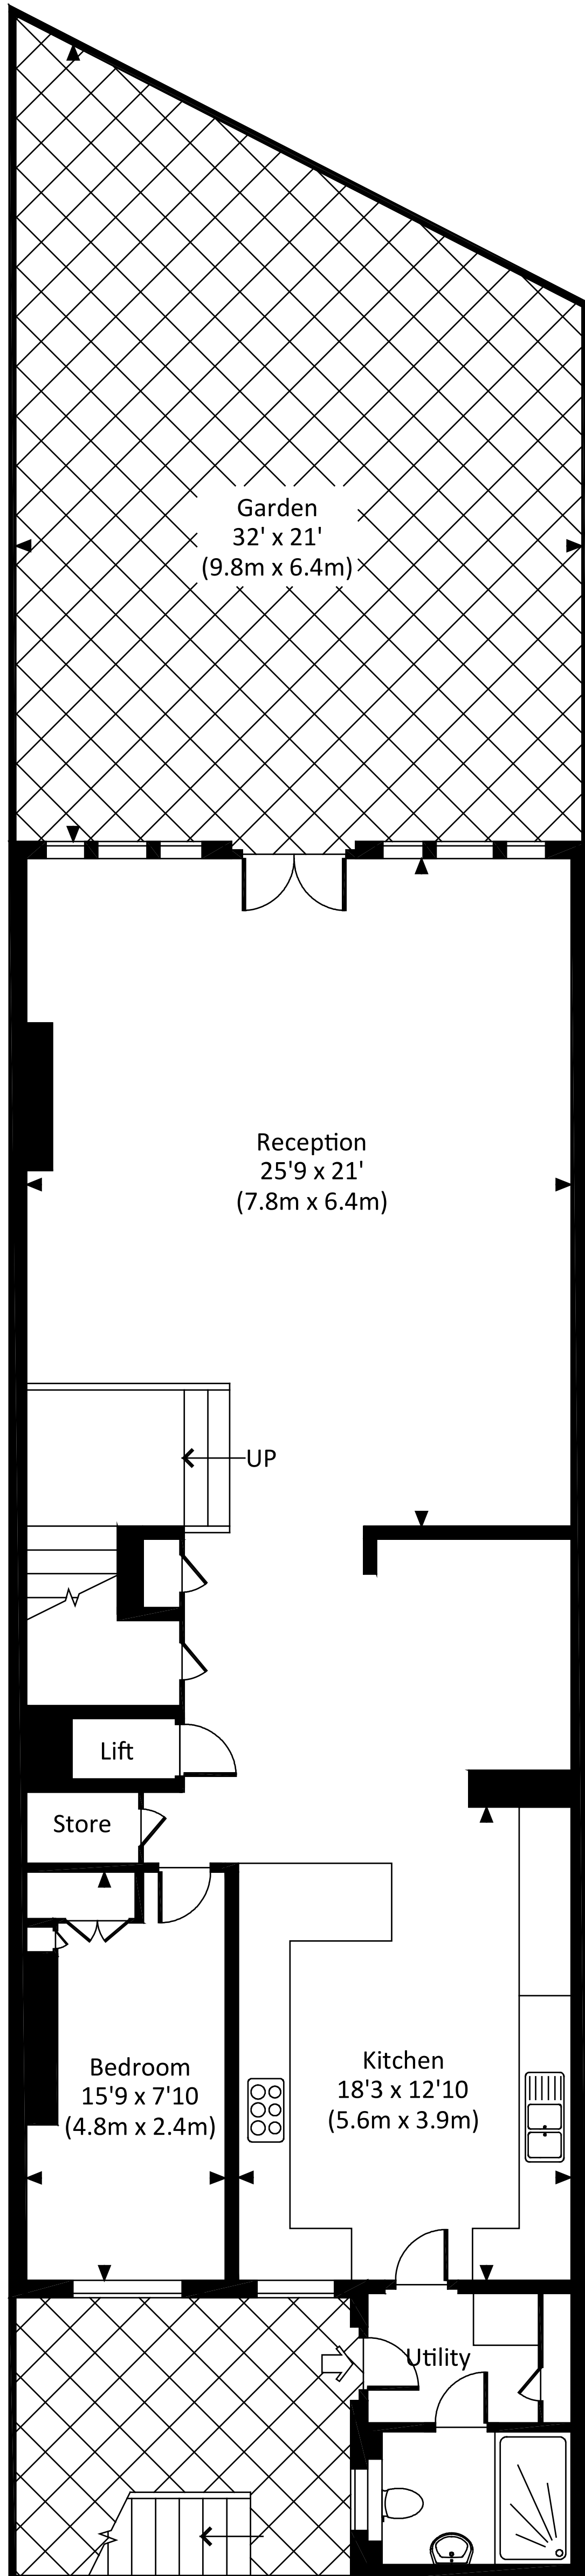 Garden
32' x 21'
(9.8m x 6.4m)
Reception
25'9 x 21'
(7.8m x 6.4m)
UP
Lift
Store
Bedroom
15'9 x 7'10
(4.8m x 2.4m)
Kitchen
18'3 x 12'10
(5.6m x 3.9m)
Utility